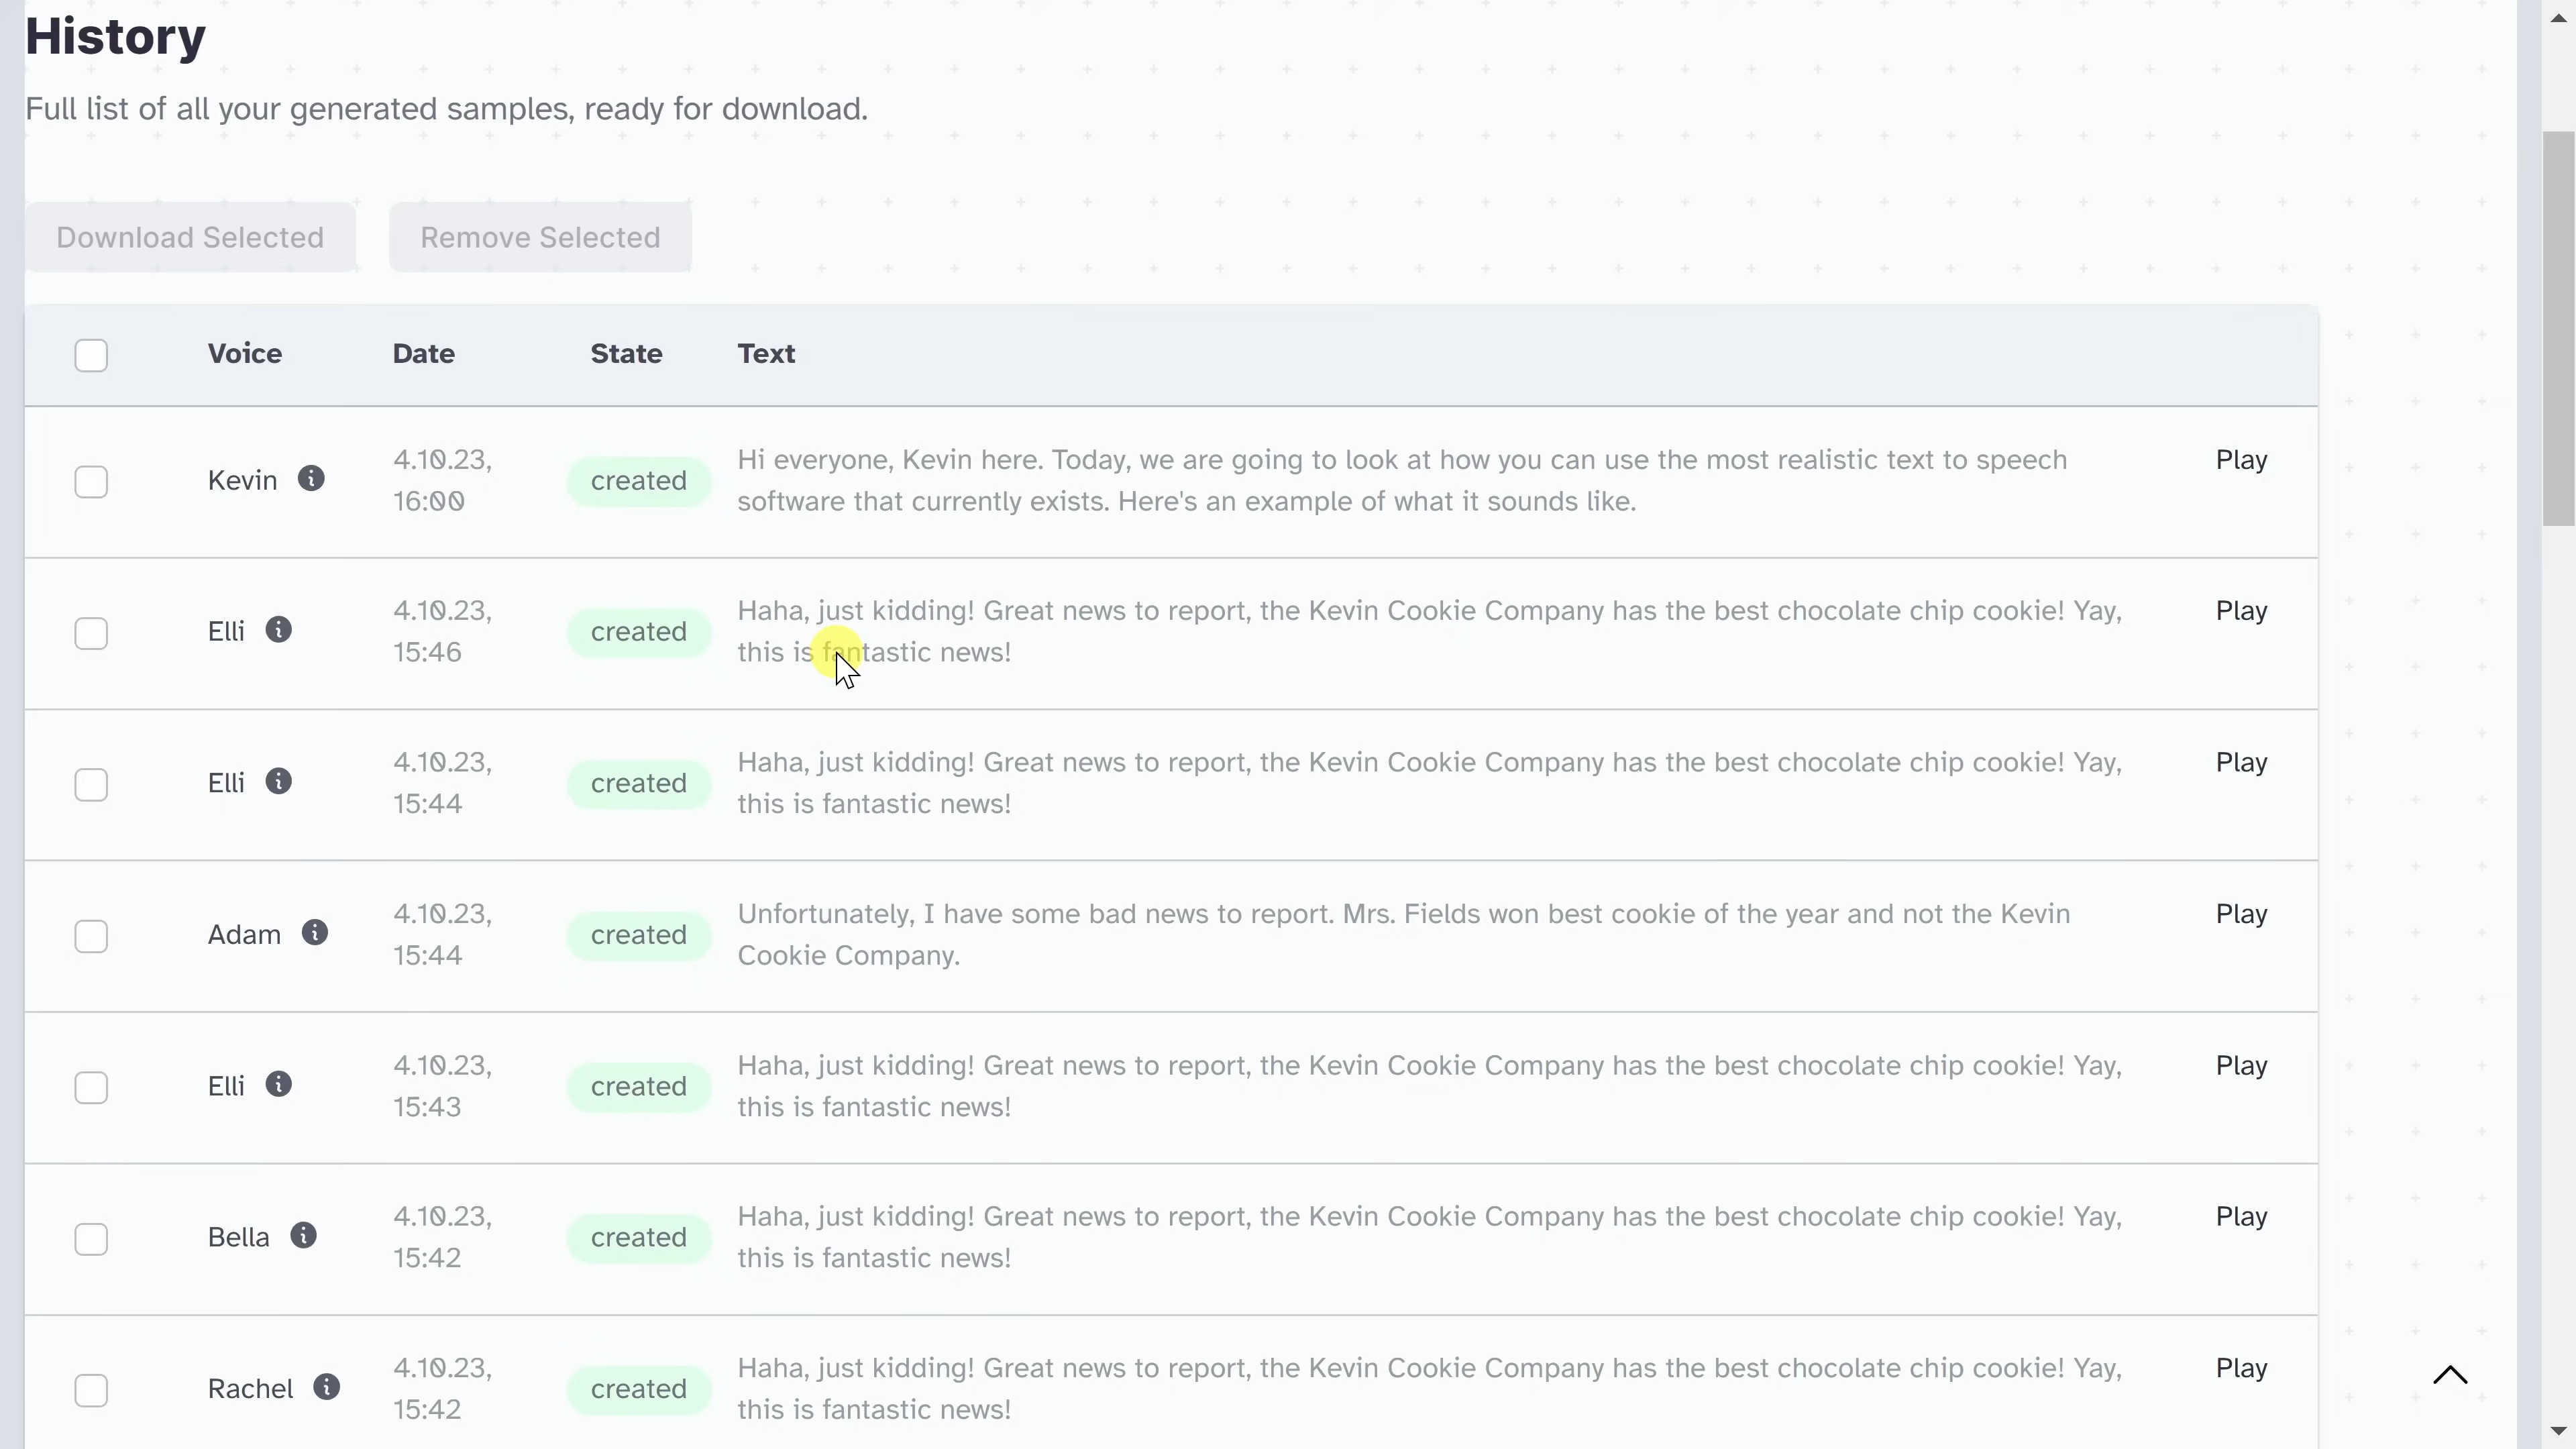 History
Full list of all your generated samples, ready for download.
Download Selected Remove Selected
Voice Date State Text
Kevin 4.10.23, 16:00 created Hi everyone, Kevin here. Today, we are going to look at how you can use the most realistic text to speech Play
software that currently exists. Here's an example of what it sounds like.
Elli 4.10.23, 15:46 created Haha, just kidding! Great news to report, the Kevin Cookie Company has the best chocolate chip cookie! Yay, Play
this is fantastic news!
Elli 4.10.23, 15:44 created Haha, just kidding! Great news to report, the Kevin Cookie Company has the best chocolate chip cookie! Yay, Play
this is fantastic news!
Adam 4.10.23, 15:44 created Unfortunately, I have some bad news to report. Mrs. Fields won best cookie of the year and not the Kevin Play
Cookie Company.
Elli 4.10.23, 15:43 created Haha, just kidding! Great news to report, the Kevin Cookie Company has the best chocolate chip cookie! Yay, Play
this is fantastic news!
Bella 4.10.23, 15:42 created Haha, just kidding! Great news to report, the Kevin Cookie Company has the best chocolate chip cookie! Yay, Play
this is fantastic news!
Rachel 4.10.23, 15:42 created Haha, just kidding! Great news to report, the Kevin Cookie Company has the best chocolate chip cookie! Yay, Play
this is fantastic news!